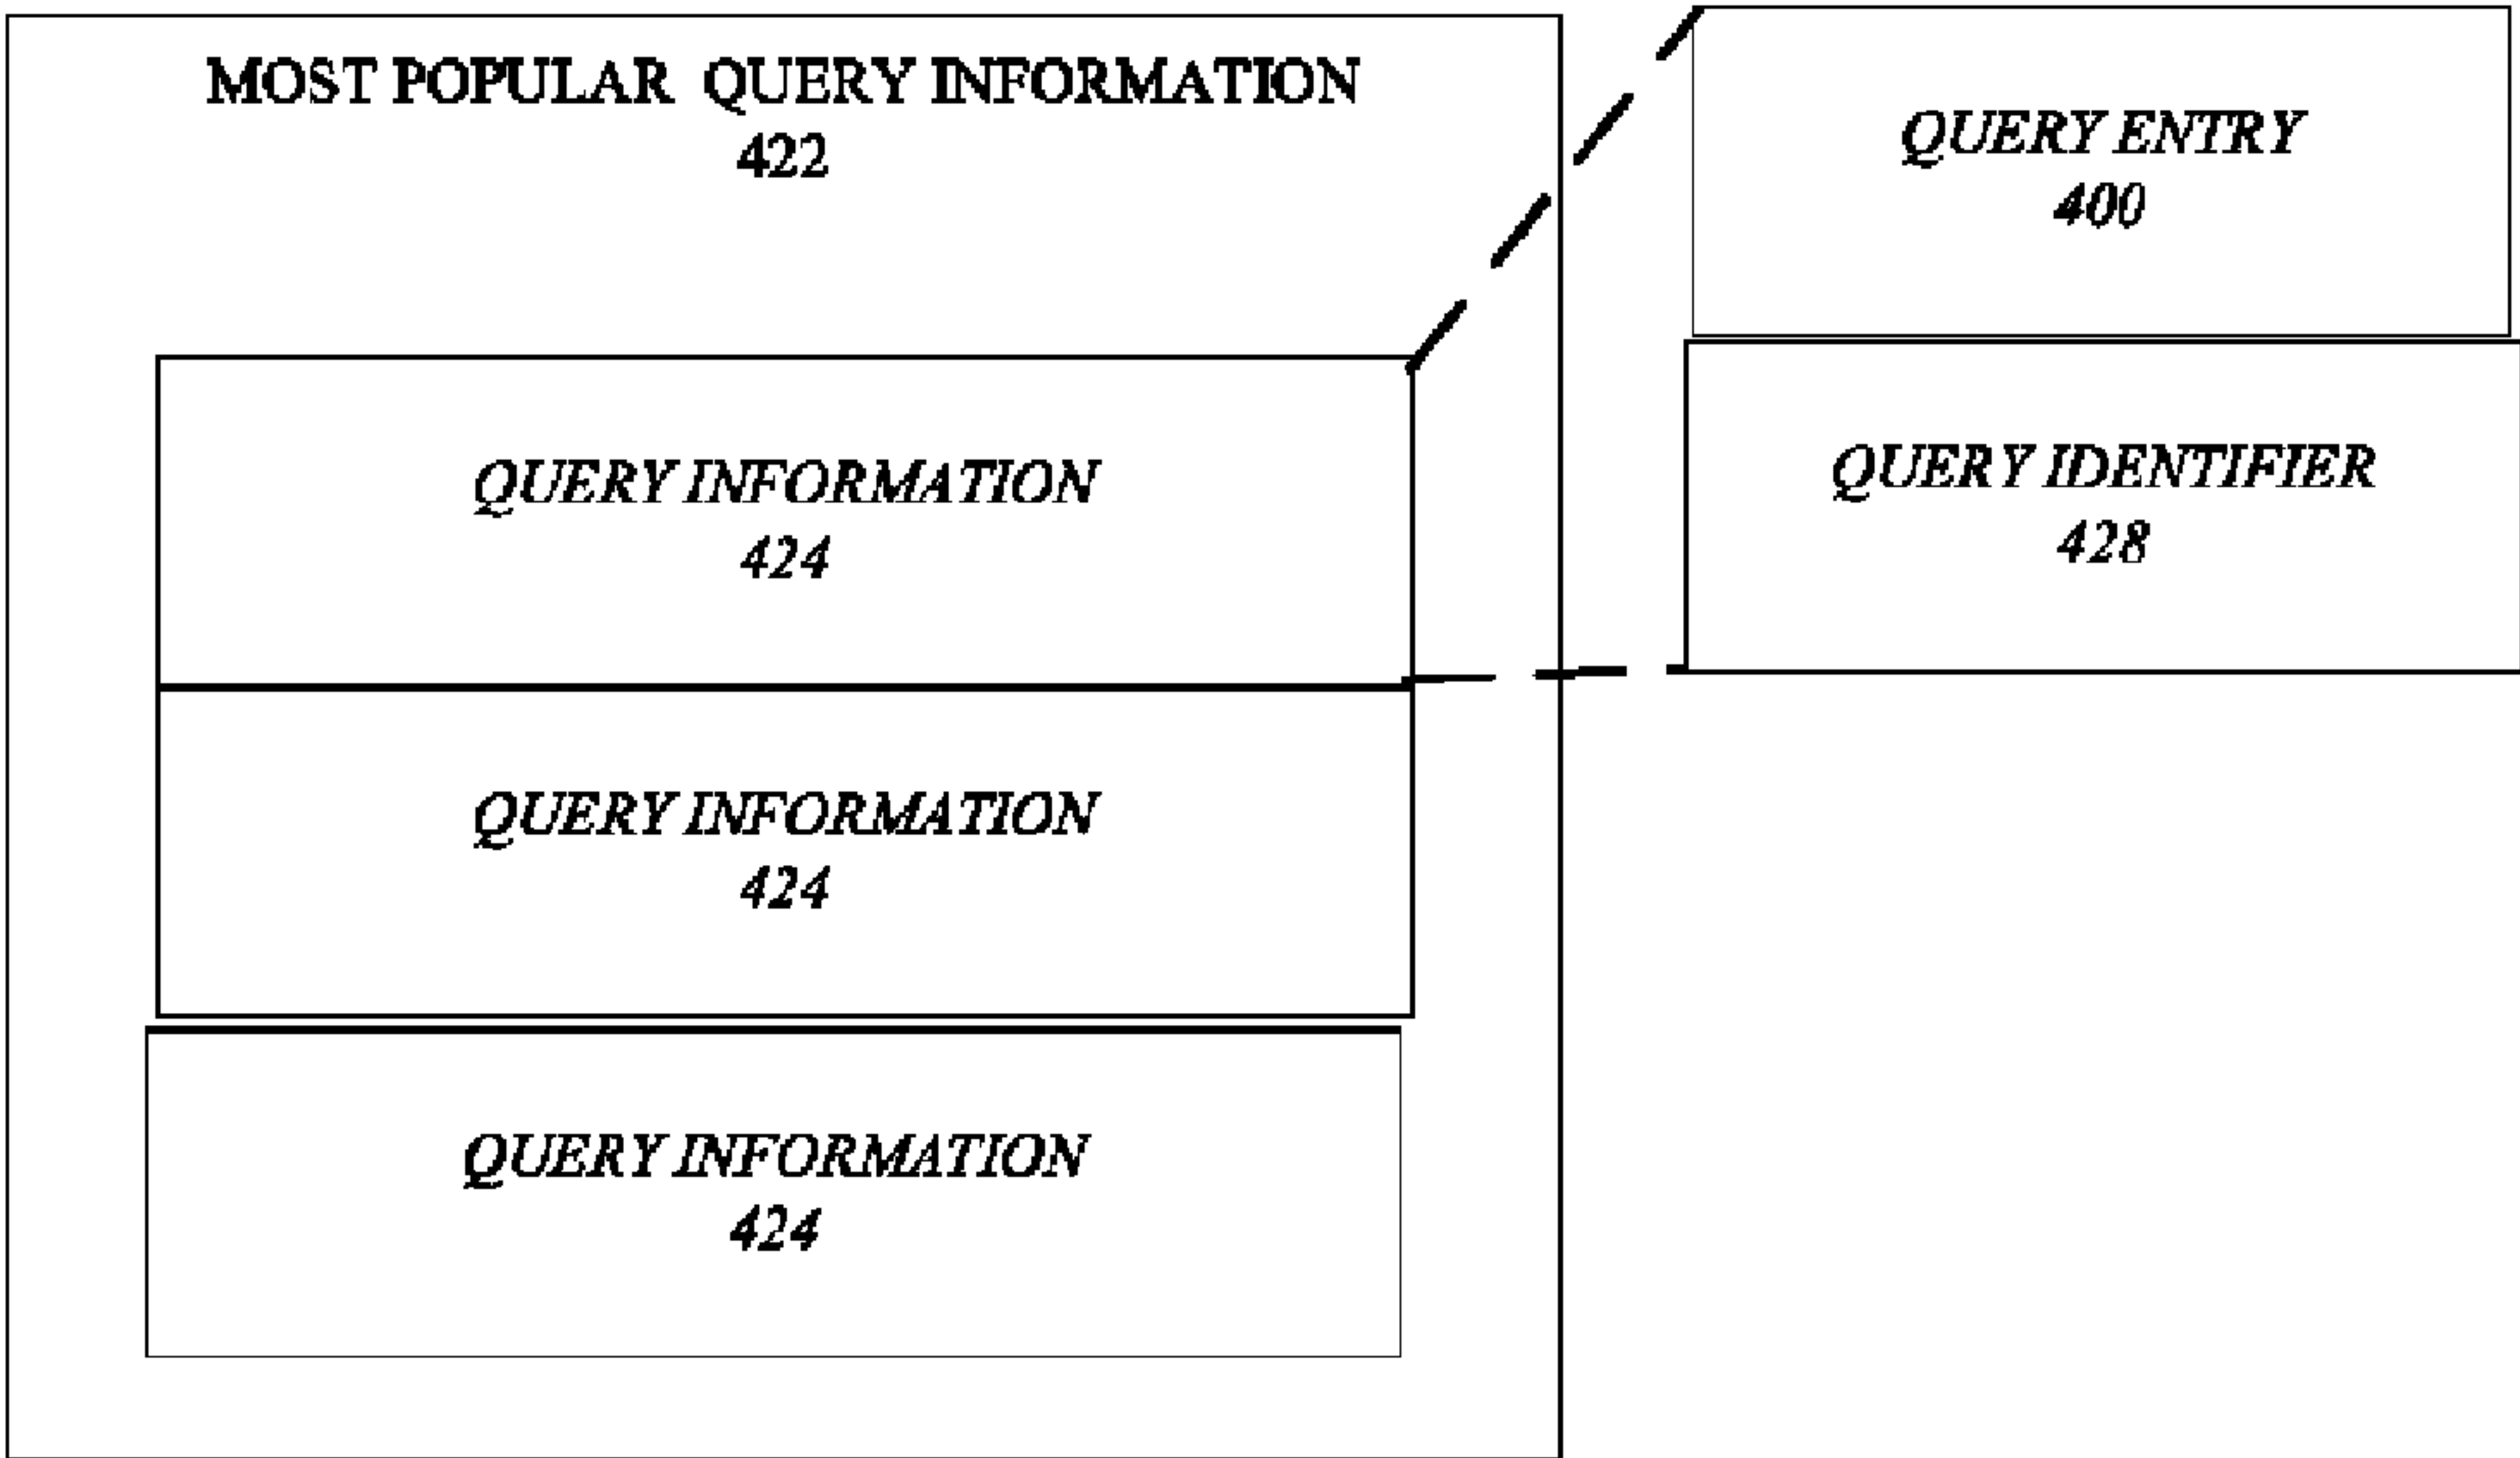 MOST POPULAR QUERY INFORMATION
422
QUERY INFORMATION
424
QUERY INFORMATION
424
QUERY INFORMATION
424
QUERY ENTRY
400
QUERY IDENTIFIER
428